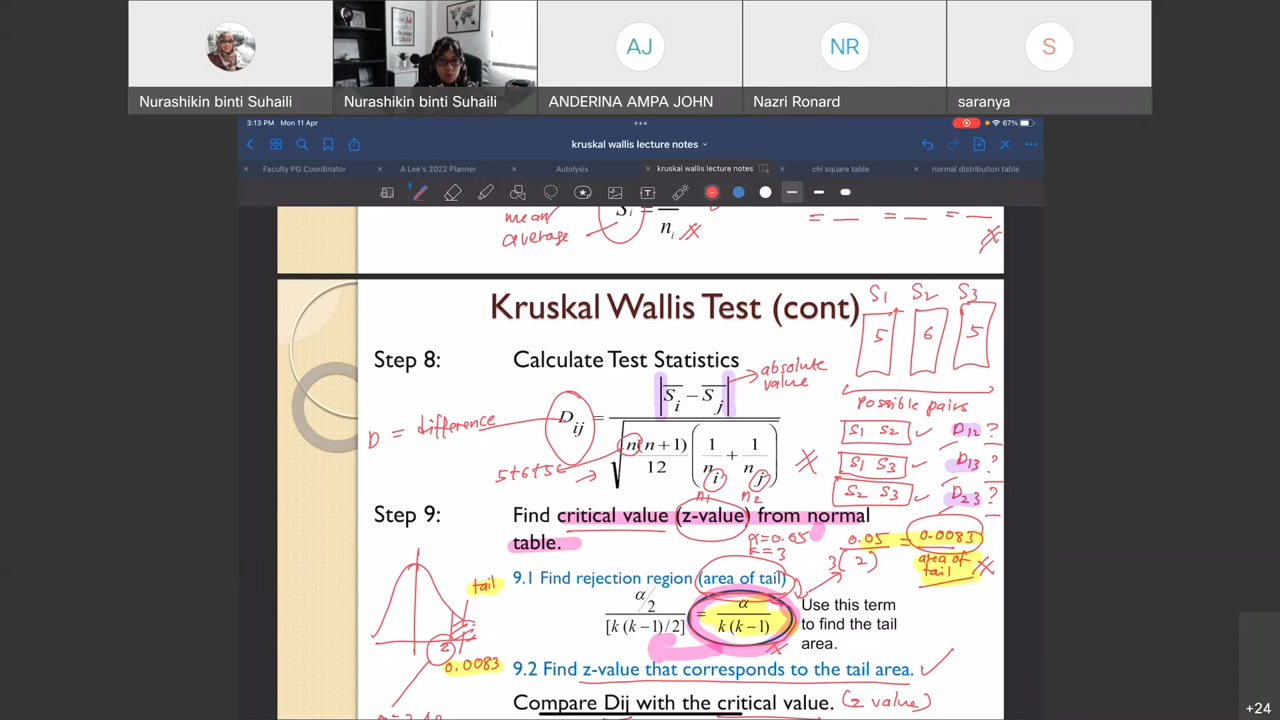 AJ
NR
S
Nurashikin binti Suhaili
Nurashikin binti Suhaili
ANDERINA AMPA JOHN
Nazri Ronard
saranya
3:13 PM Mon 11 Apr
67%
kruskal wallis lecture notes
Faculty PG Coordinator
A Lee's 2022 Planner
Autolysis
kruskal wallis lecture notes
chi square table
normal distribution table
mean
average
S i =
n i
= __ = __ = __
Kruskal Wallis Test (cont)
S1 S2 S3
5 6 5
Step 8:
Calculate Test Statistics
absolute
value
|S̄i − S̄j|
D = difference
Dij =
n(n+1)
12
( 1/ni + 1/nj )
5+6+5
n1 n2
possible pairs
S1 S2 ✓ D12 ?
S1 S3 ✓ D13 ?
S2 S3 ✓ D23 ?
Step 9:
Find critical value (z-value) from normal
table.
α=0.05
k=3
0.05 = 0.0083
3(2)
area of
tail
9.1 Find rejection region (area of tail)
α/2
[k (k−1)/2]
= α
k (k−1)
Use this term
to find the tail
area.
tail
z
0.0083
9.2 Find z-value that corresponds to the tail area. ✓
Compare Dij with the critical value. (z value)
+24